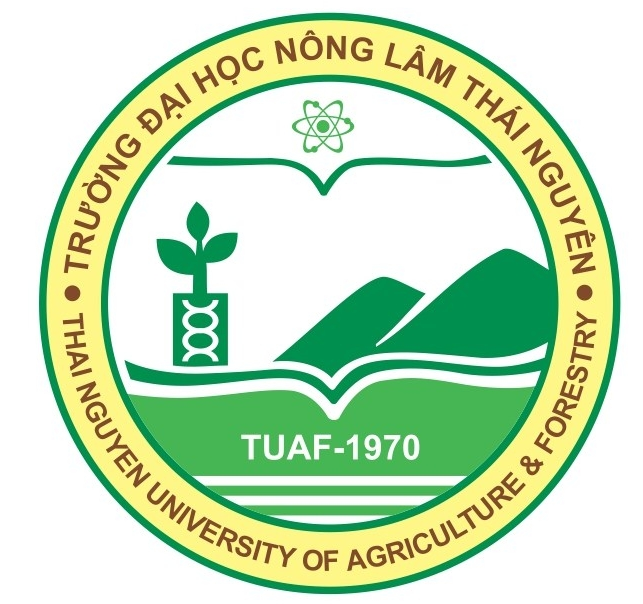 TRƯỜNG ĐẠI HỌC NÔNG LÂM THÁI NGUYÊN
TUAF-1970
THAI NGUYEN UNIVERSITY OF AGRICULTURE & FORESTRY